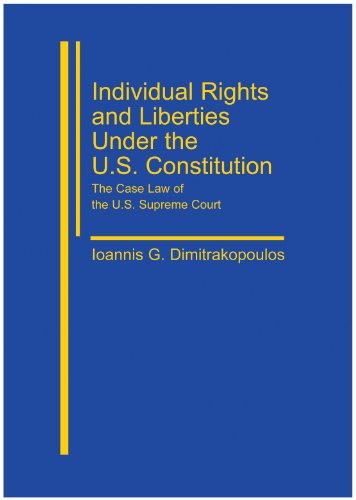 Individual Rights
and Liberties
Under the
U.S. Constitution
The Case Law of
the U.S. Supreme Court
Ioannis G. Dimitrakopoulos